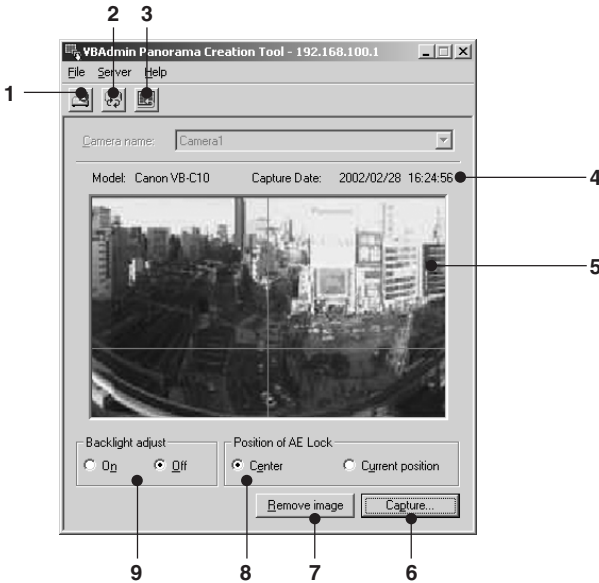 2 3
VBAdmin Panorama Creation Tool - 192.168.100.1
File Server Help
1
Camera name: Camera1
Model: Canon VB-C10 Capture Date: 2002/02/28 16:24:56 4
5
Backlight adjust Position of AE Lock
On Off Center Current position
Remove image Capture...
9 8 7 6